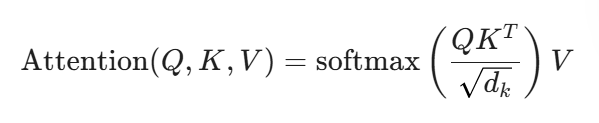 Attention(Q, K, V) = softmax(QK^T / √d_k) V